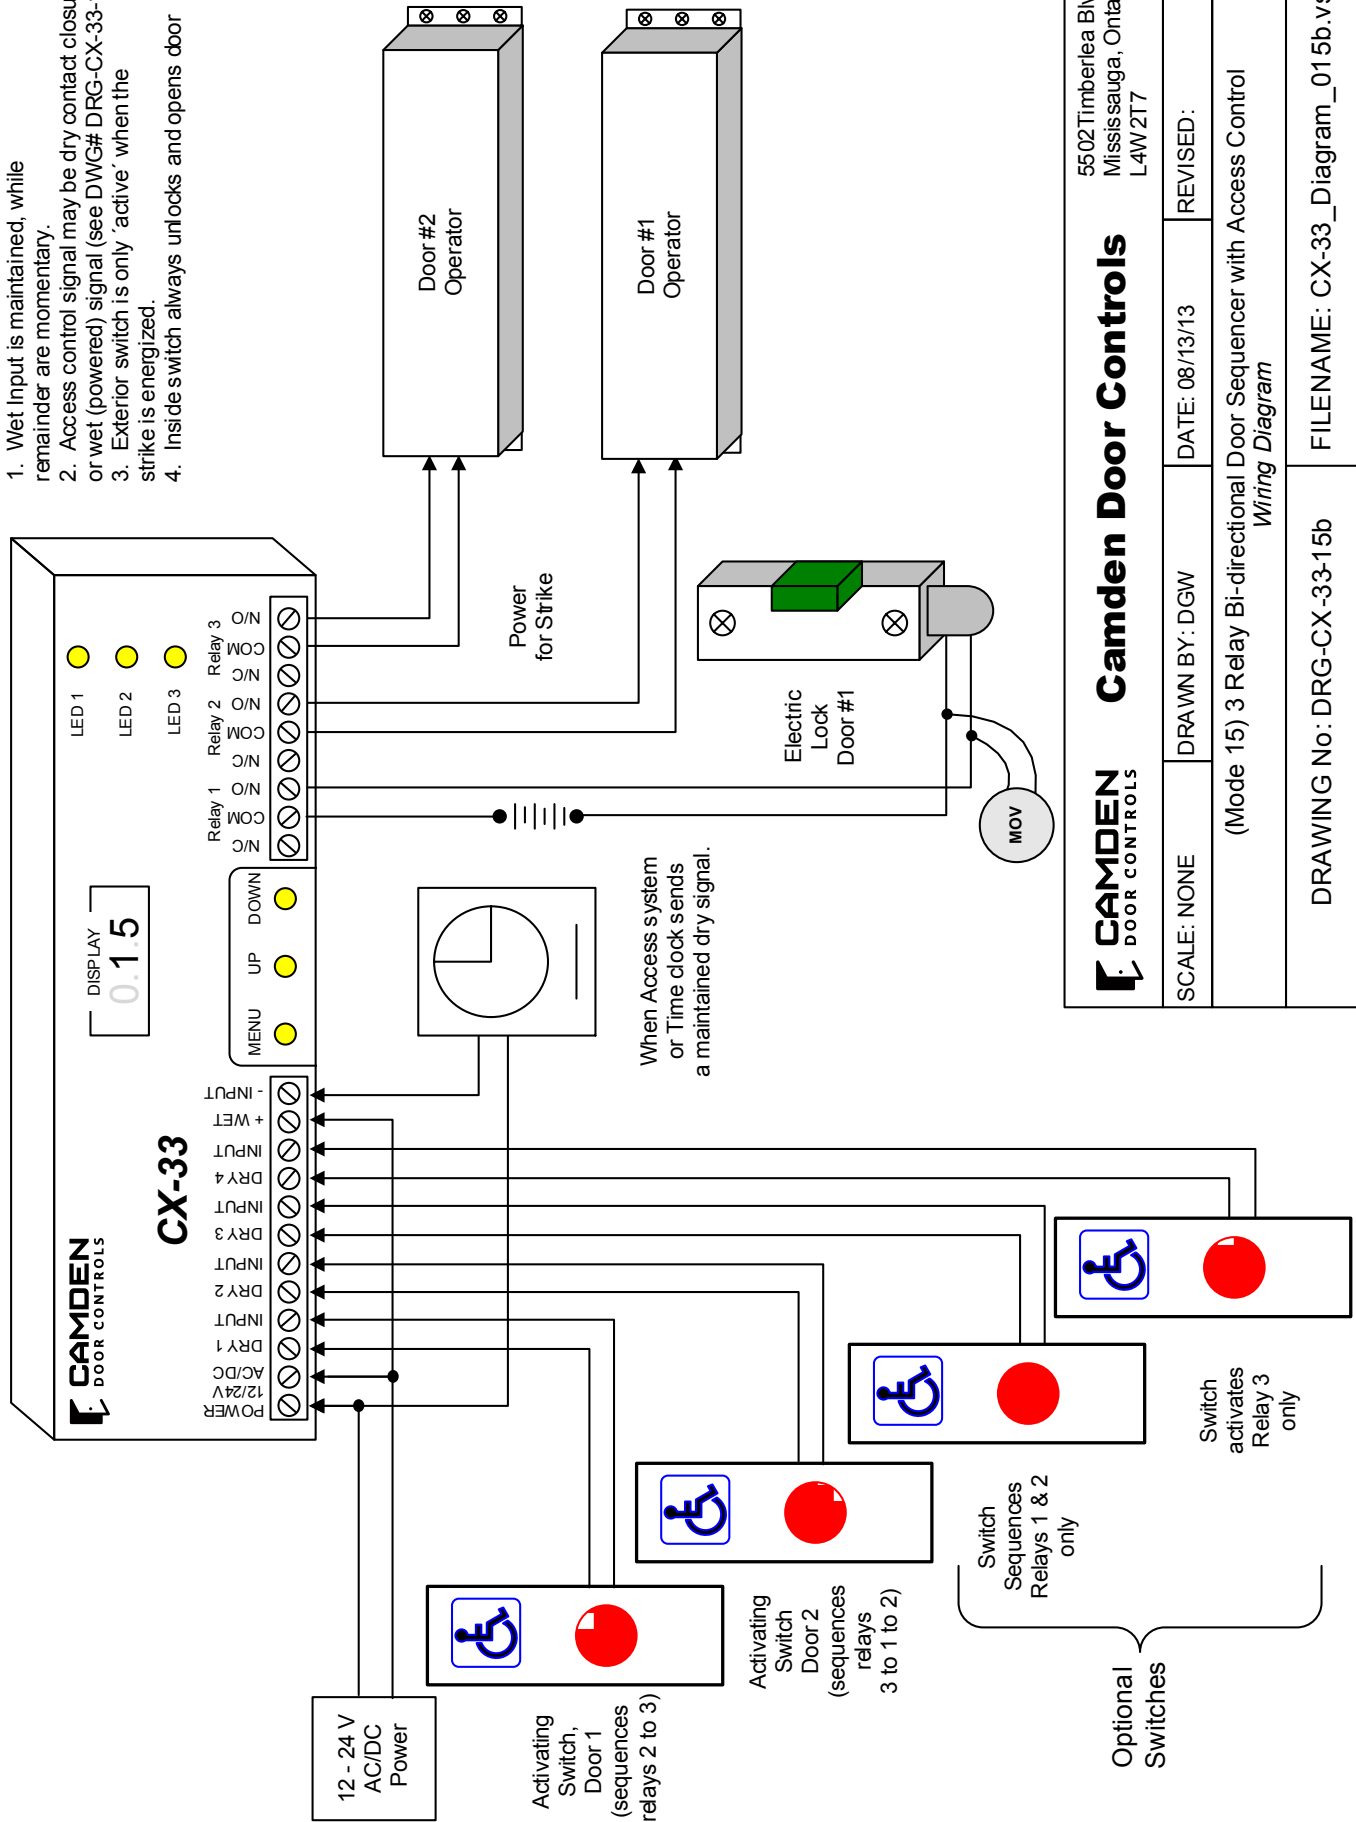 1. Wet Input is maintained, while
remainder are momentary.
2. Access control signal may be dry contact
or wet (powered) signal (see DWG#
3. Exterior switch is only ´active´ when the
strike is energized.
4. Inside switch always unlocks and opens door
CAMDEN
DOOR CONTROLS
CX-33
DISPLAY
0.1.5
LED 1
LED 2
LED 3
MENU
UP
DOWN
POWER
12/24V
AC/DC
DRY 1
INPUT
DRY 2
INPUT
DRY 3
INPUT
DRY 4
INPUT
+ WET
- INPUT
N/C
COM
N/O
Relay 1
N/C
COM
N/O
Relay 2
N/C
COM
N/O
Relay 3
12 - 24 V
AC/DC
Power
Door #2
Operator
Door #1
Operator
Power
for Strike
Electric
Lock
Door #1
MOV
When Access system
or Time clock sends
a maintained dry signal.
Activating
Switch,
Door 1
(sequences
relays 2 to 3)
Activating
Switch
Door 2
(sequences
relays
3 to 1 to 2)
Switch
Sequences
Relays 1 & 2
only
Switch
activates
Relay 3
only
Optional
Switches
CAMDEN
DOOR CONTROLS
Camden Door Controls
5502 Timberlea
Mississauga,
L4W 2T7
SCALE: NONE
DRAWN BY: DGW
DATE: 08/13/13
REVISED:
(Mode 15) 3 Relay Bi-directional Door Sequencer with Access Control
Wiring Diagram
DRAWING No: DRG-CX-33-15b
FILENAME: CX-33_Diagram_015b.vs